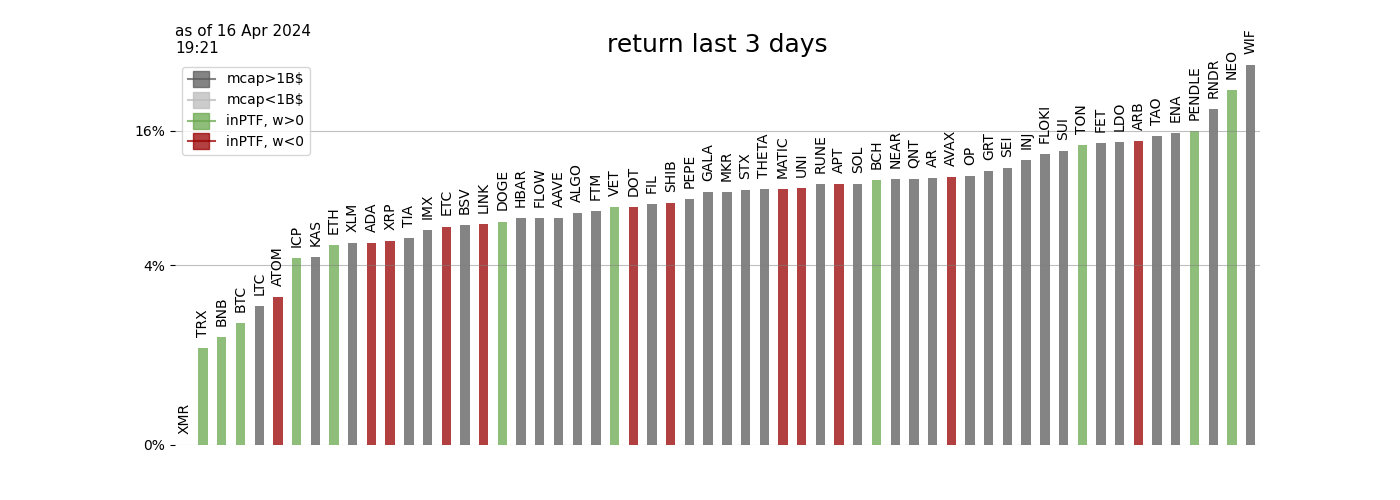 as of 16 Apr 2024
19:21
return last 3 days
mcap>1B$
mcap<1B$
inPTF, w>0
inPTF, w<0
16%
4%
0%
XMR
TRX
BNB
BTC
LTC
ATOM
ICP
KAS
ETH
XLM
ADA
XRP
TIA
IMX
ETC
BSV
LINK
DOGE
HBAR
FLOW
AAVE
ALGO
FTM
VET
DOT
FIL
SHIB
PEPE
GALA
MKR
STX
THETA
MATIC
UNI
RUNE
APT
SOL
BCH
NEAR
QNT
AR
AVAX
OP
GRT
SEI
INJ
FLOKI
SUI
TON
FET
LDO
ARB
TAO
ENA
PENDLE
RNDR
NEO
WIF